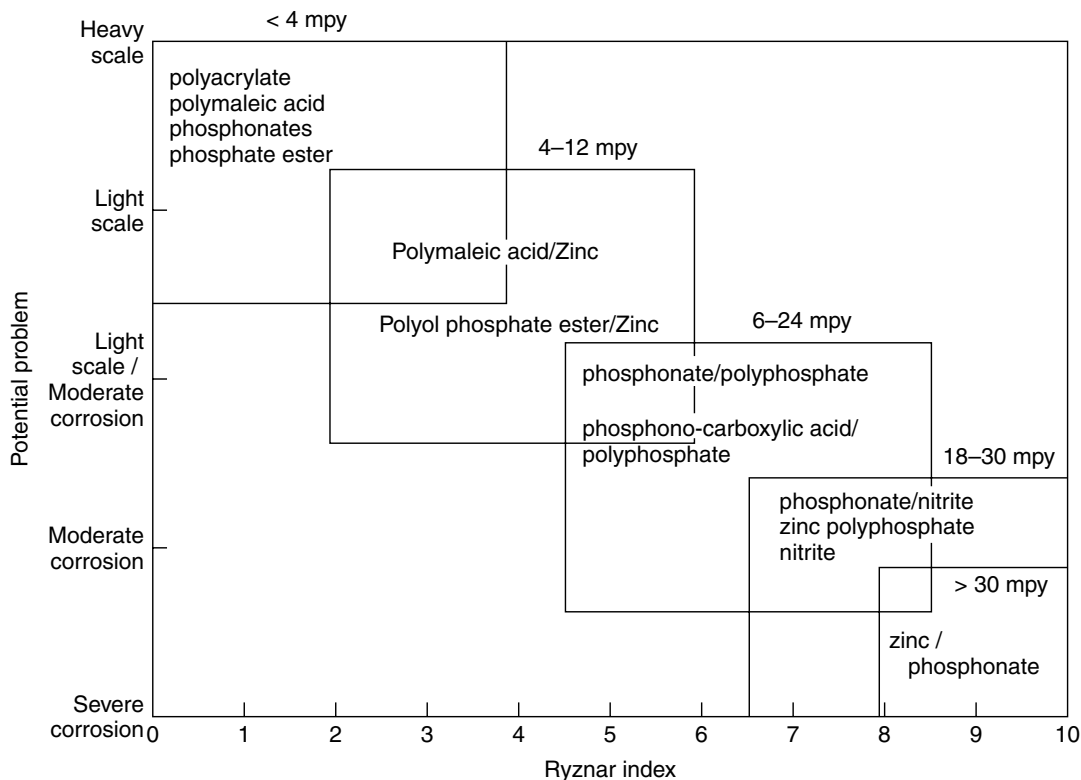 Heavy
scale
< 4 mpy
polyacrylate
polymaleic acid
phosphonates
phosphate ester
4–12 mpy
Light
scale
Polymaleic acid/Zinc
Polyol phosphate ester/Zinc
6–24 mpy
Light
scale /
Moderate
corrosion
Potential problem
phosphonate/polyphosphate
phosphono-carboxylic acid/
polyphosphate
18–30 mpy
phosphonate/nitrite
zinc polyphosphate
nitrite
Moderate
corrosion
> 30 mpy
zinc /
phosphonate
Severe
corrosion
0 1 2 3 4 5 6 7 8 9 10
Ryznar index